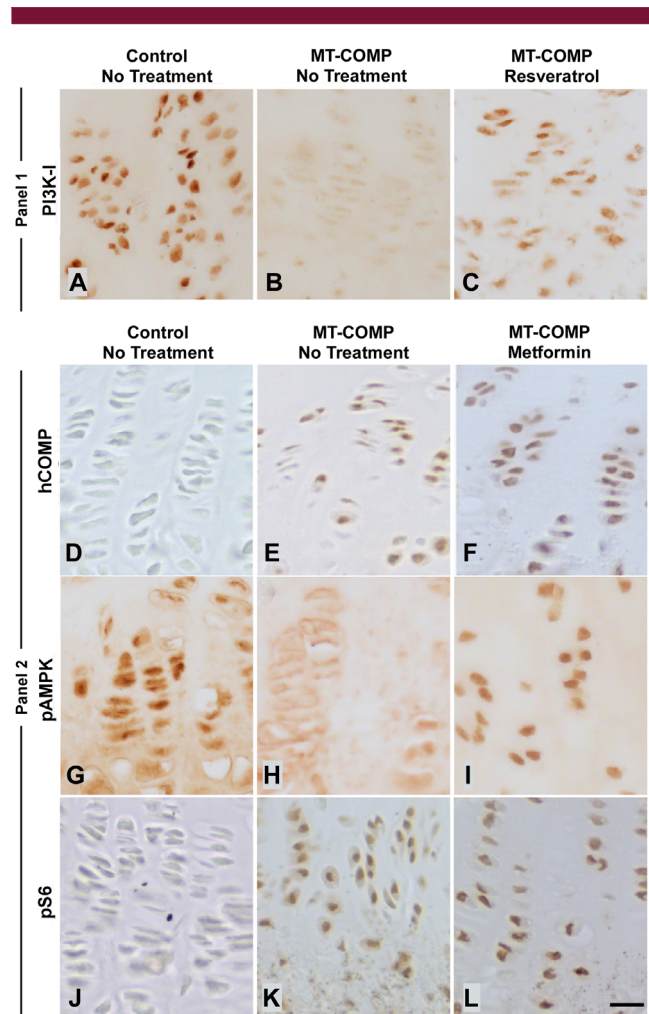 Control
No Treatment
MT-COMP
No Treatment
MT-COMP
Resveratrol
Panel 1
PI3K-I
A
B
C
Control
No Treatment
MT-COMP
No Treatment
MT-COMP
Metformin
Panel 2
hCOMP
D
E
F
pAMPK
G
H
I
pS6
J
K
L